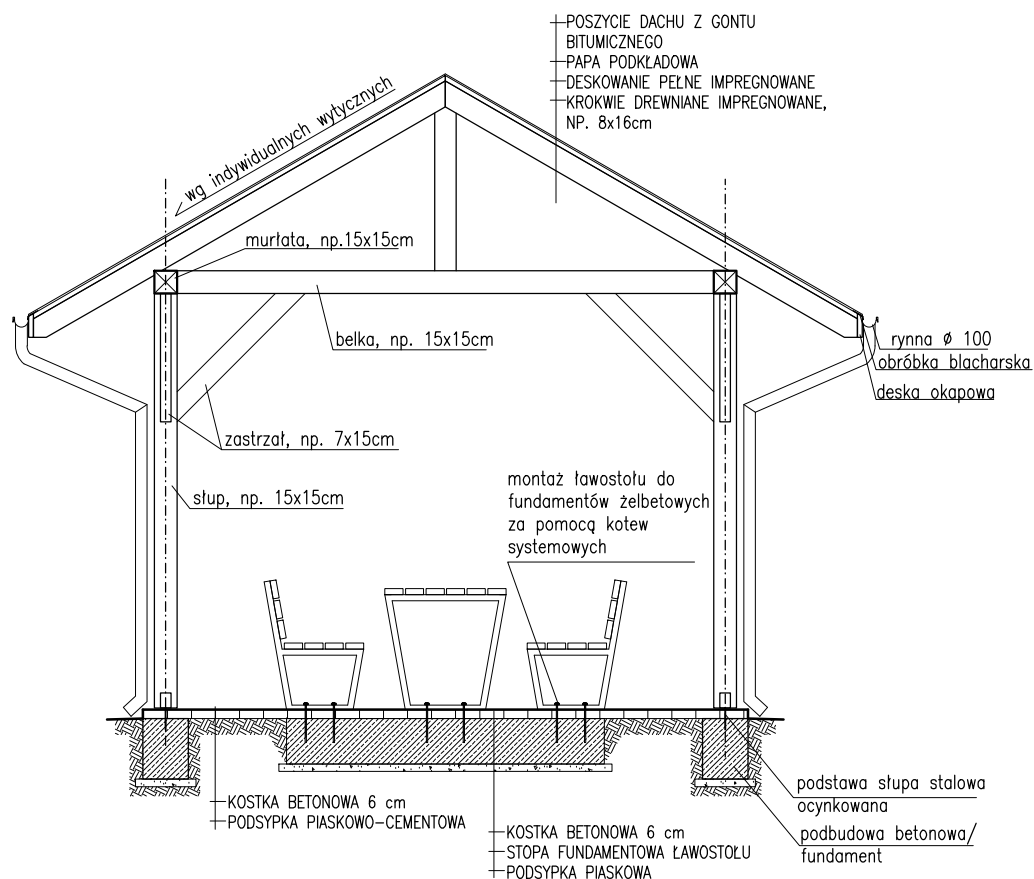 POSZYCIE DACHU Z GONTU
BITUMICZNEGO
PAPA PODKŁADOWA
DESKOWANIE PEŁNE IMPREGNOWANE
KROKWIE DREWNIANE IMPREGNOWANE,
NP. 8x16cm
wg indywidualnych wytycznych
murłata, np.15x15cm
belka, np. 15x15cm
rynna ø 100
obróbka blacharska
deska okapowa
zastrzał, np. 7x15cm
słup, np. 15x15cm
montaż ławostołu do
fundamentów żelbetowych
za pomocą kotew
systemowych
podstawa słupa stalowa
ocynkowana
podbudowa betonowa/
fundament
KOSTKA BETONOWA 6 cm
PODSYPKA PIASKOWO-CEMENTOWA
KOSTKA BETONOWA 6 cm
STOPA FUNDAMENTOWA ŁAWOSTOŁU
PODSYPKA PIASKOWA